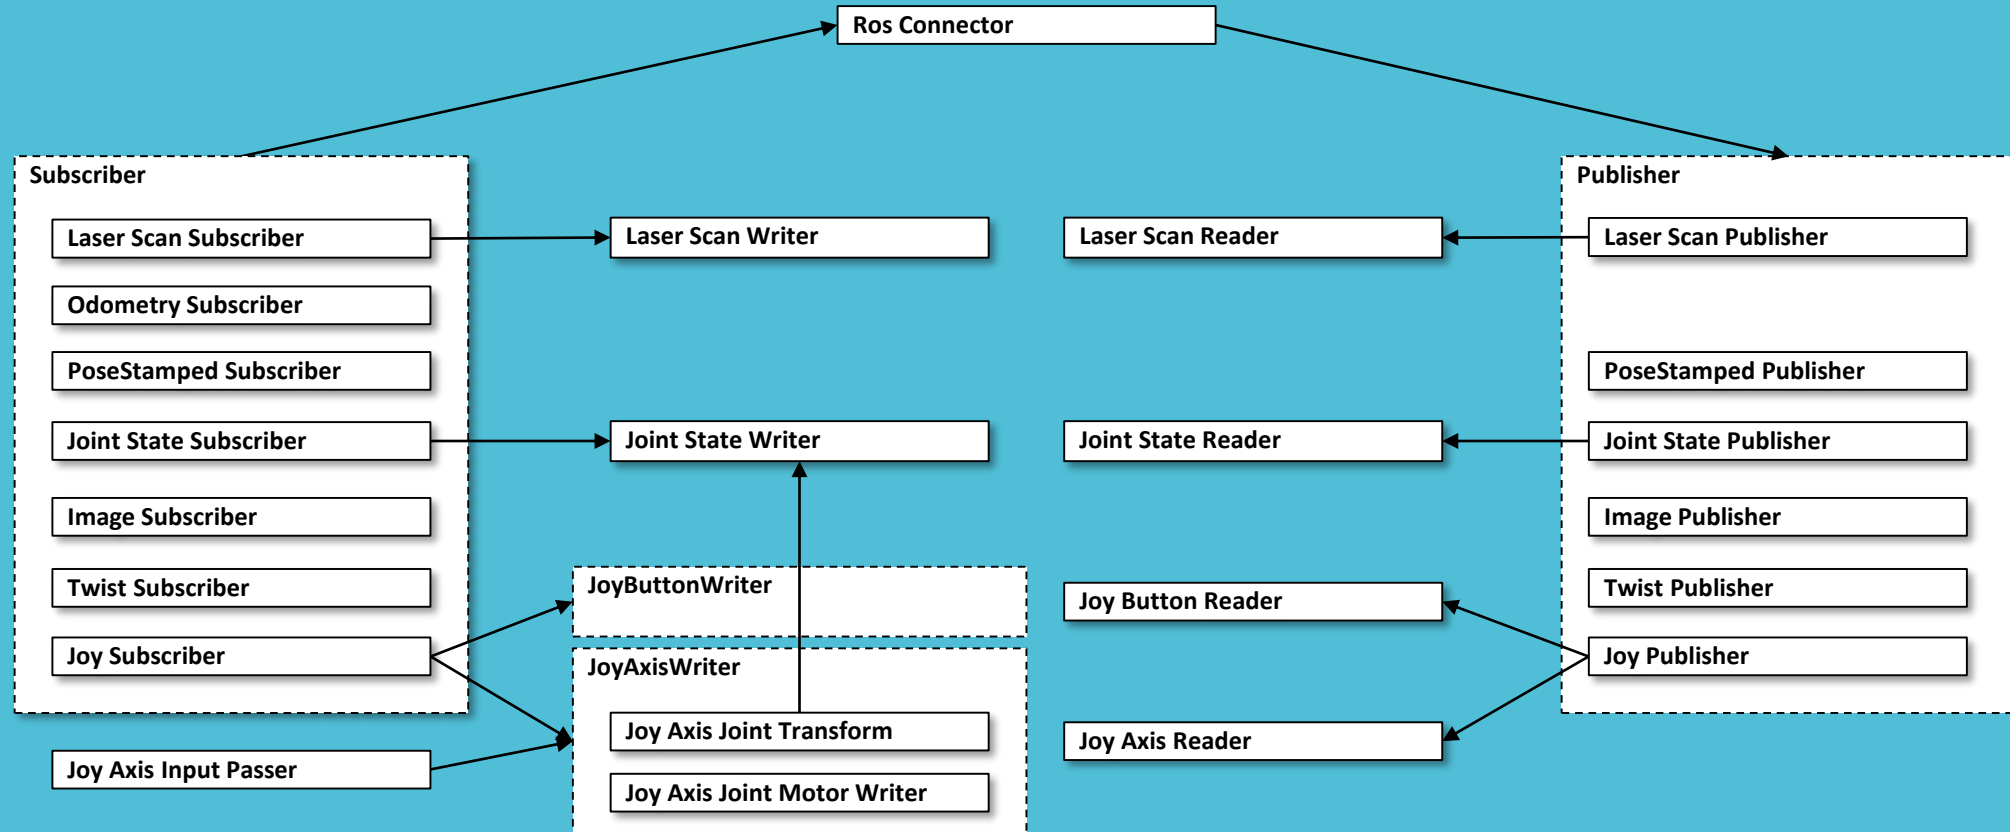 Ros Connector
Subscriber
Laser Scan Subscriber
Odometry Subscriber
PoseStamped Subscriber
Joint State Subscriber
Image Subscriber
Twist Subscriber
Joy Subscriber
Joy Axis Input Passer
Laser Scan Writer
Joint State Writer
JoyButtonWriter
JoyAxisWriter
Joy Axis Joint Transform
Joy Axis Joint Motor Writer
Laser Scan Reader
Joint State Reader
Joy Button Reader
Joy Axis Reader
Publisher
Laser Scan Publisher
PoseStamped Publisher
Joint State Publisher
Image Publisher
Twist Publisher
Joy Publisher